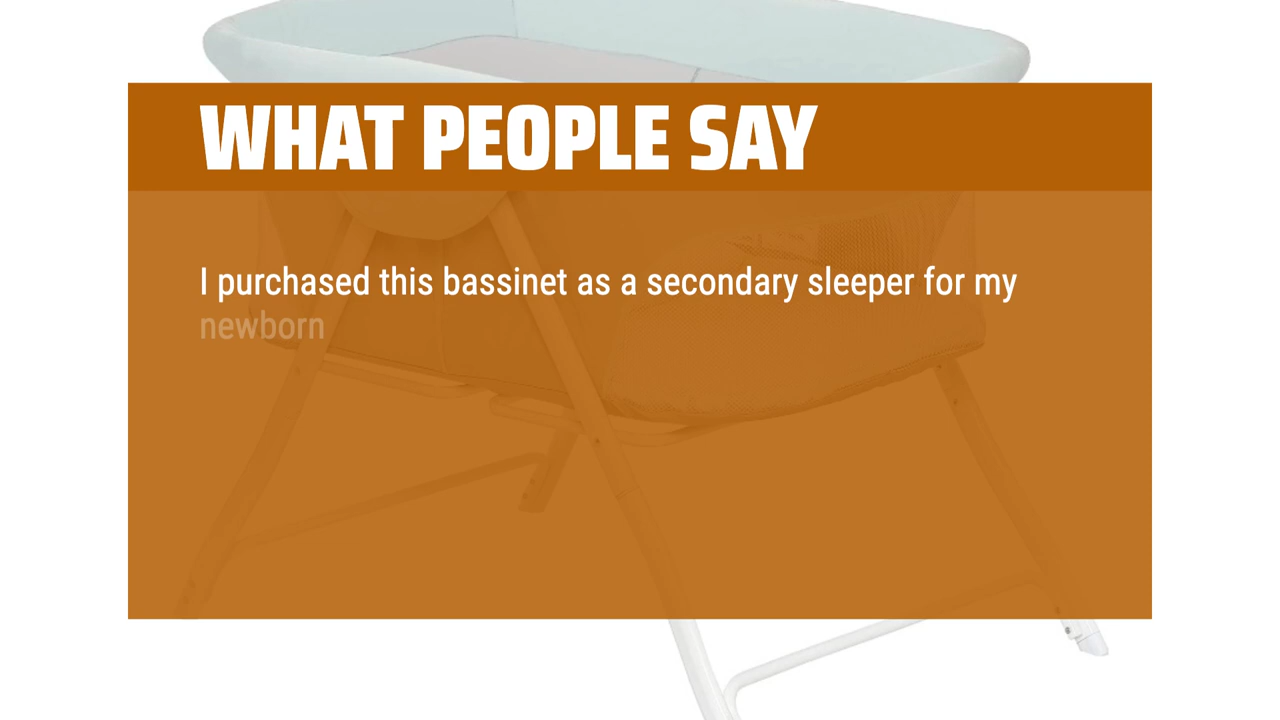 WHAT PEOPLE SAY
I purchased this bassinet as a secondary sleeper for my
newborn